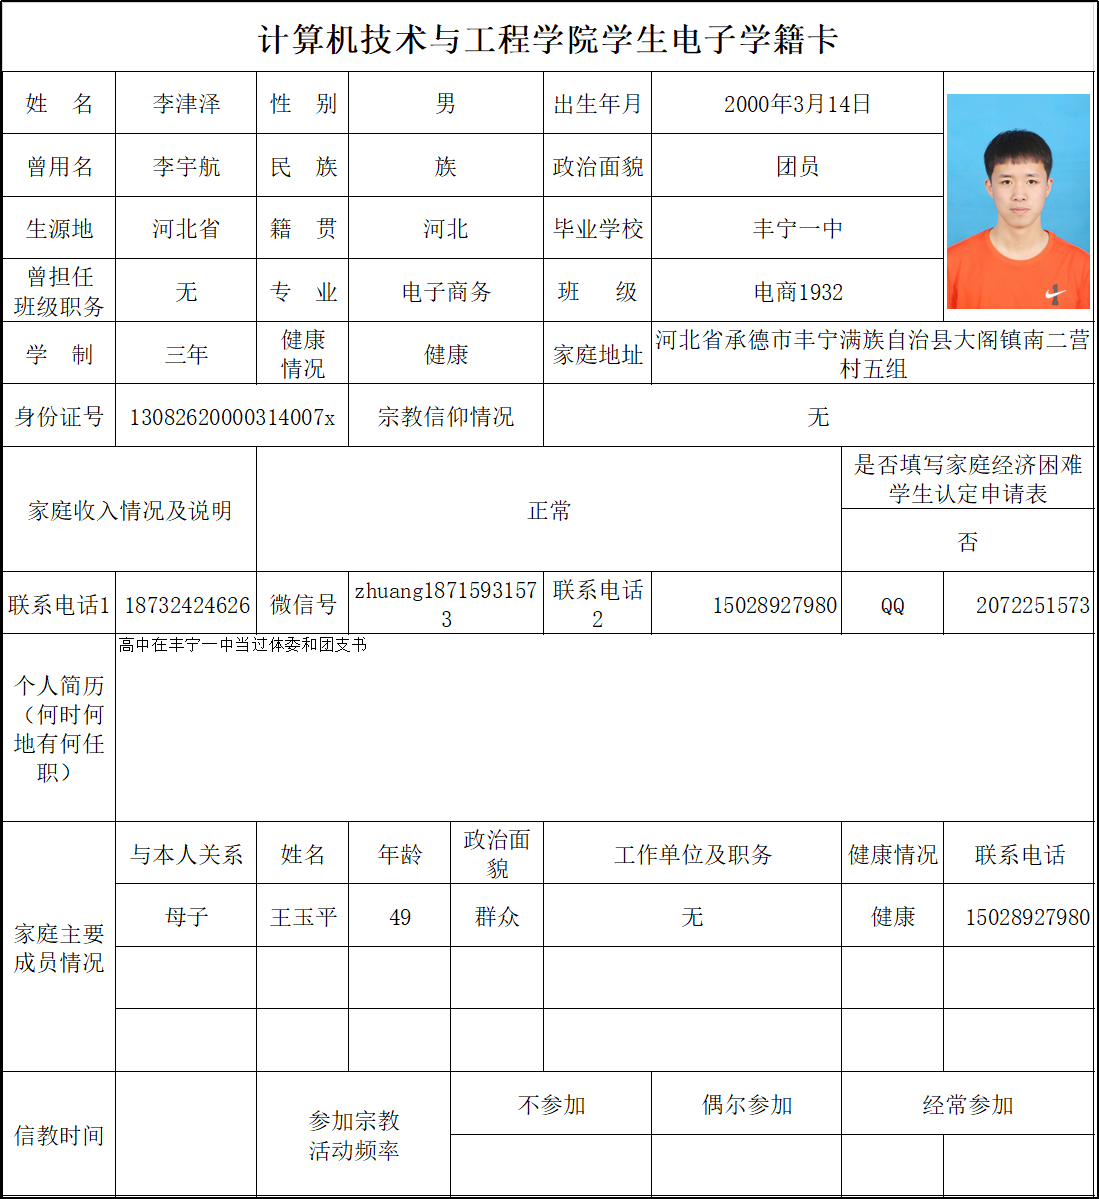 计算机技术与工程学院学生电子学籍卡
姓 名 李津泽 性 别 男 出生年月 2000年3月14日
曾用名 李宇航 民 族 族 政治面貌 团员
生源地 河北省 籍 贯 河北 毕业学校 丰宁一中
曾担任
班级职务 无 专 业 电子商务 班 级 电商1932
学 制 三年 健康
情况 健康 家庭地址 河北省承德市丰宁满族自治县大阁镇南二营
村五组
身份证号 13082620000314007x 宗教信仰情况 无
家庭收入情况及说明 正常 是否填写家庭经济困难
学生认定申请表
否
联系电话1 18732424626 微信号 zhuang1871593157
3 联系电话
2 15028927980 QQ 2072251573
个人简历
（何时何
地有何任
职） 高中在丰宁一中当过体委和团支书
家庭主要
成员情况 与本人关系 姓名 年龄 政治面
貌 工作单位及职务 健康情况 联系电话
母子 王玉平 49 群众 无 健康 15028927980
信教时间 参加宗教
活动频率 不参加 偶尔参加 经常参加